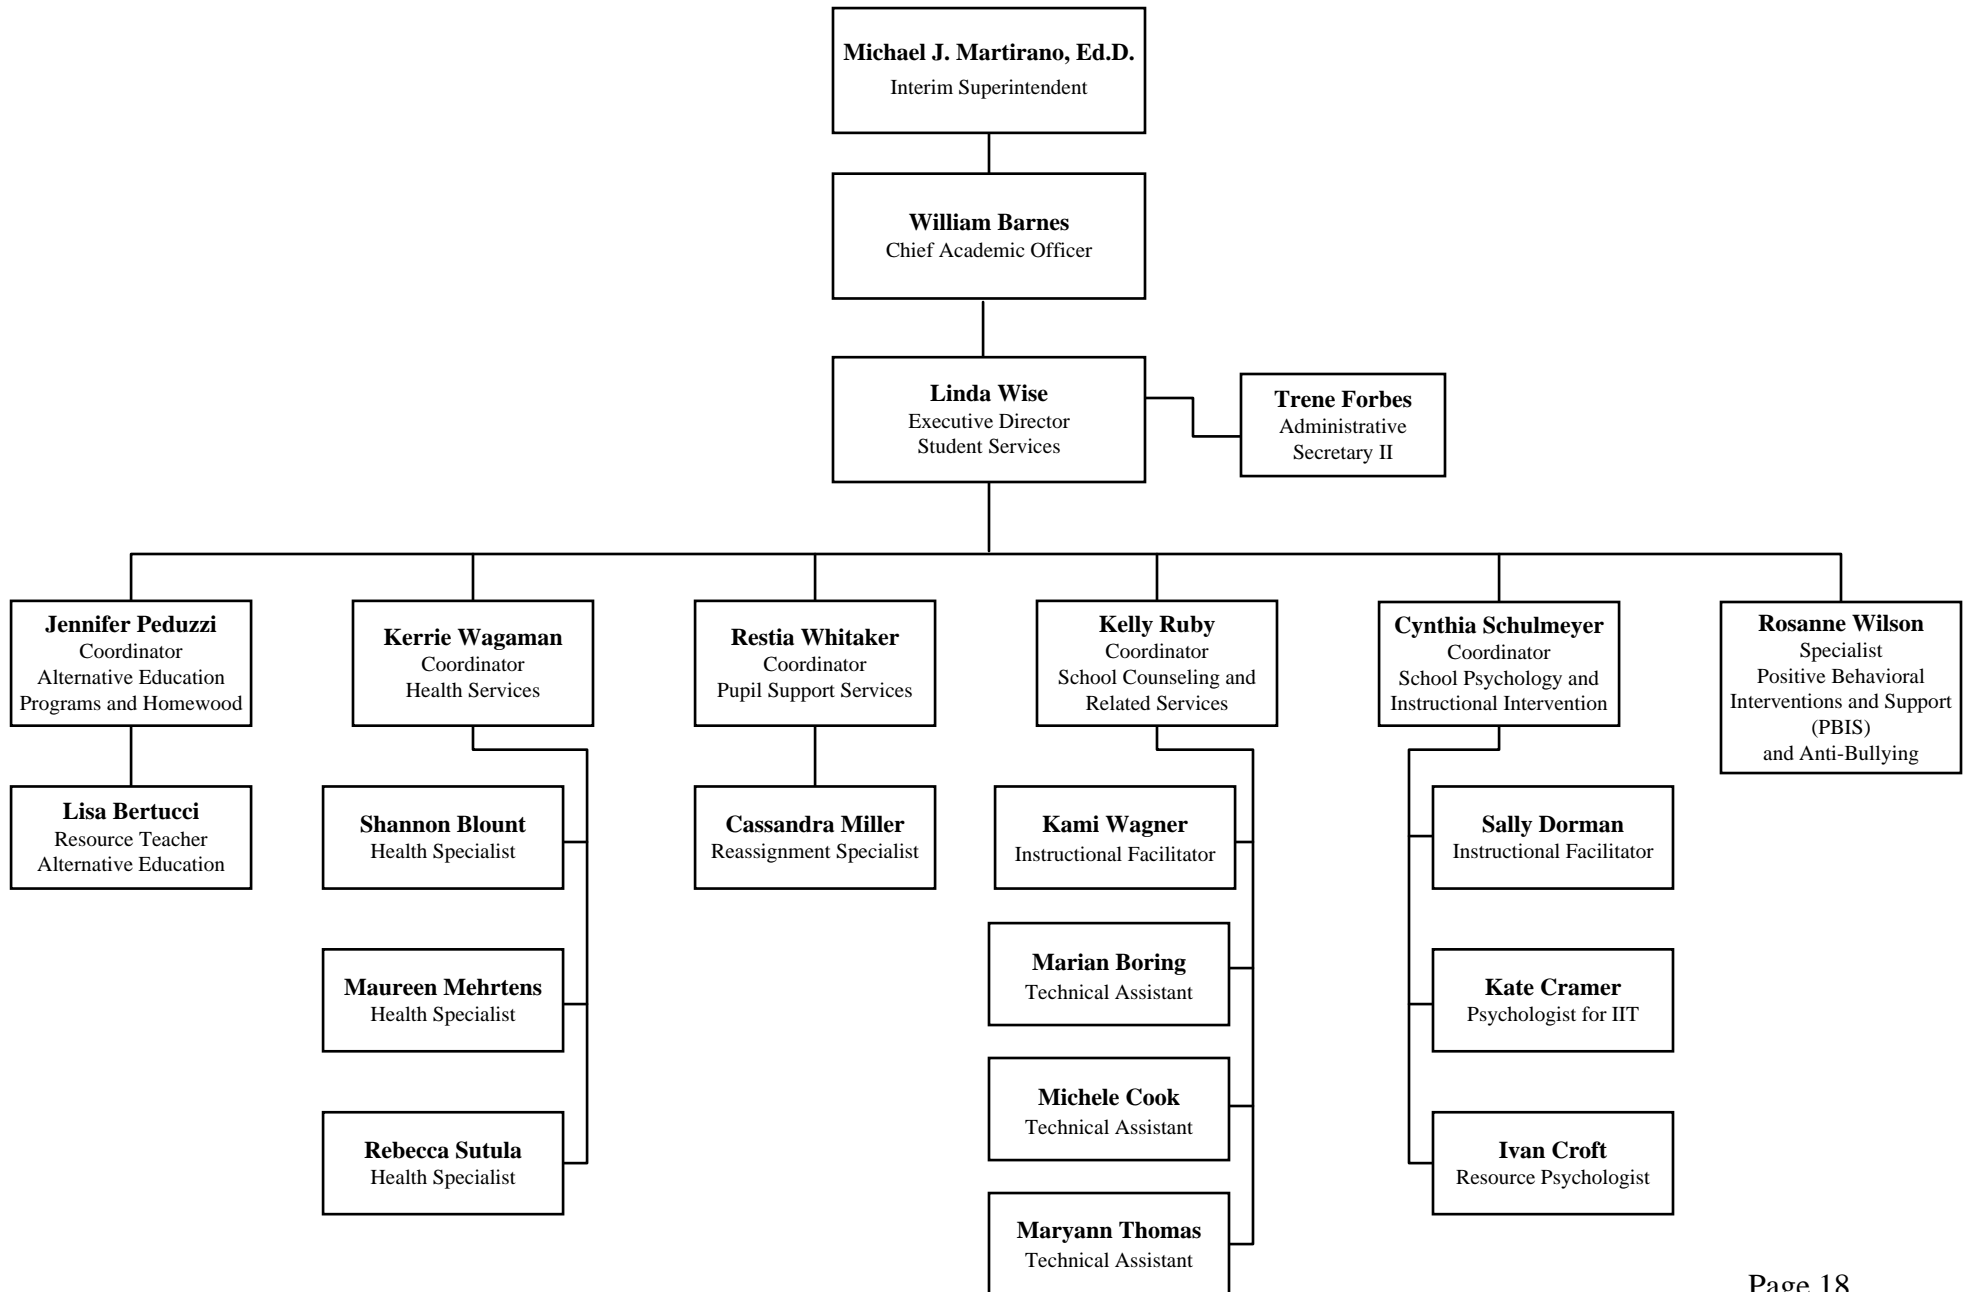 Michael J. Martirano, Ed.D.
Interim Superintendent
William Barnes
Chief Academic Officer
Linda Wise
Executive Director
Student Services
Trene Forbes
Administrative
Secretary II
Jennifer Peduzzi
Coordinator
Alternative Education
Programs and Homewood
Kerrie Wagaman
Coordinator
Health Services
Restia Whitaker
Coordinator
Pupil Support Services
Kelly Ruby
Coordinator
School Counseling and
Related Services
Cynthia Schulmeyer
Coordinator
School Psychology and
Instructional Intervention
Rosanne Wilson
Specialist
Positive Behavioral
Interventions and Support
(PBIS)
and Anti-Bullying
Lisa Bertucci
Resource Teacher
Alternative Education
Shannon Blount
Health Specialist
Maureen Mehrtens
Health Specialist
Rebecca Sutula
Health Specialist
Cassandra Miller
Reassignment Specialist
Kami Wagner
Instructional Facilitator
Marian Boring
Technical Assistant
Michele Cook
Technical Assistant
Maryann Thomas
Technical Assistant
Sally Dorman
Instructional Facilitator
Kate Cramer
Psychologist for IIT
Ivan Croft
Resource Psychologist
Page 18